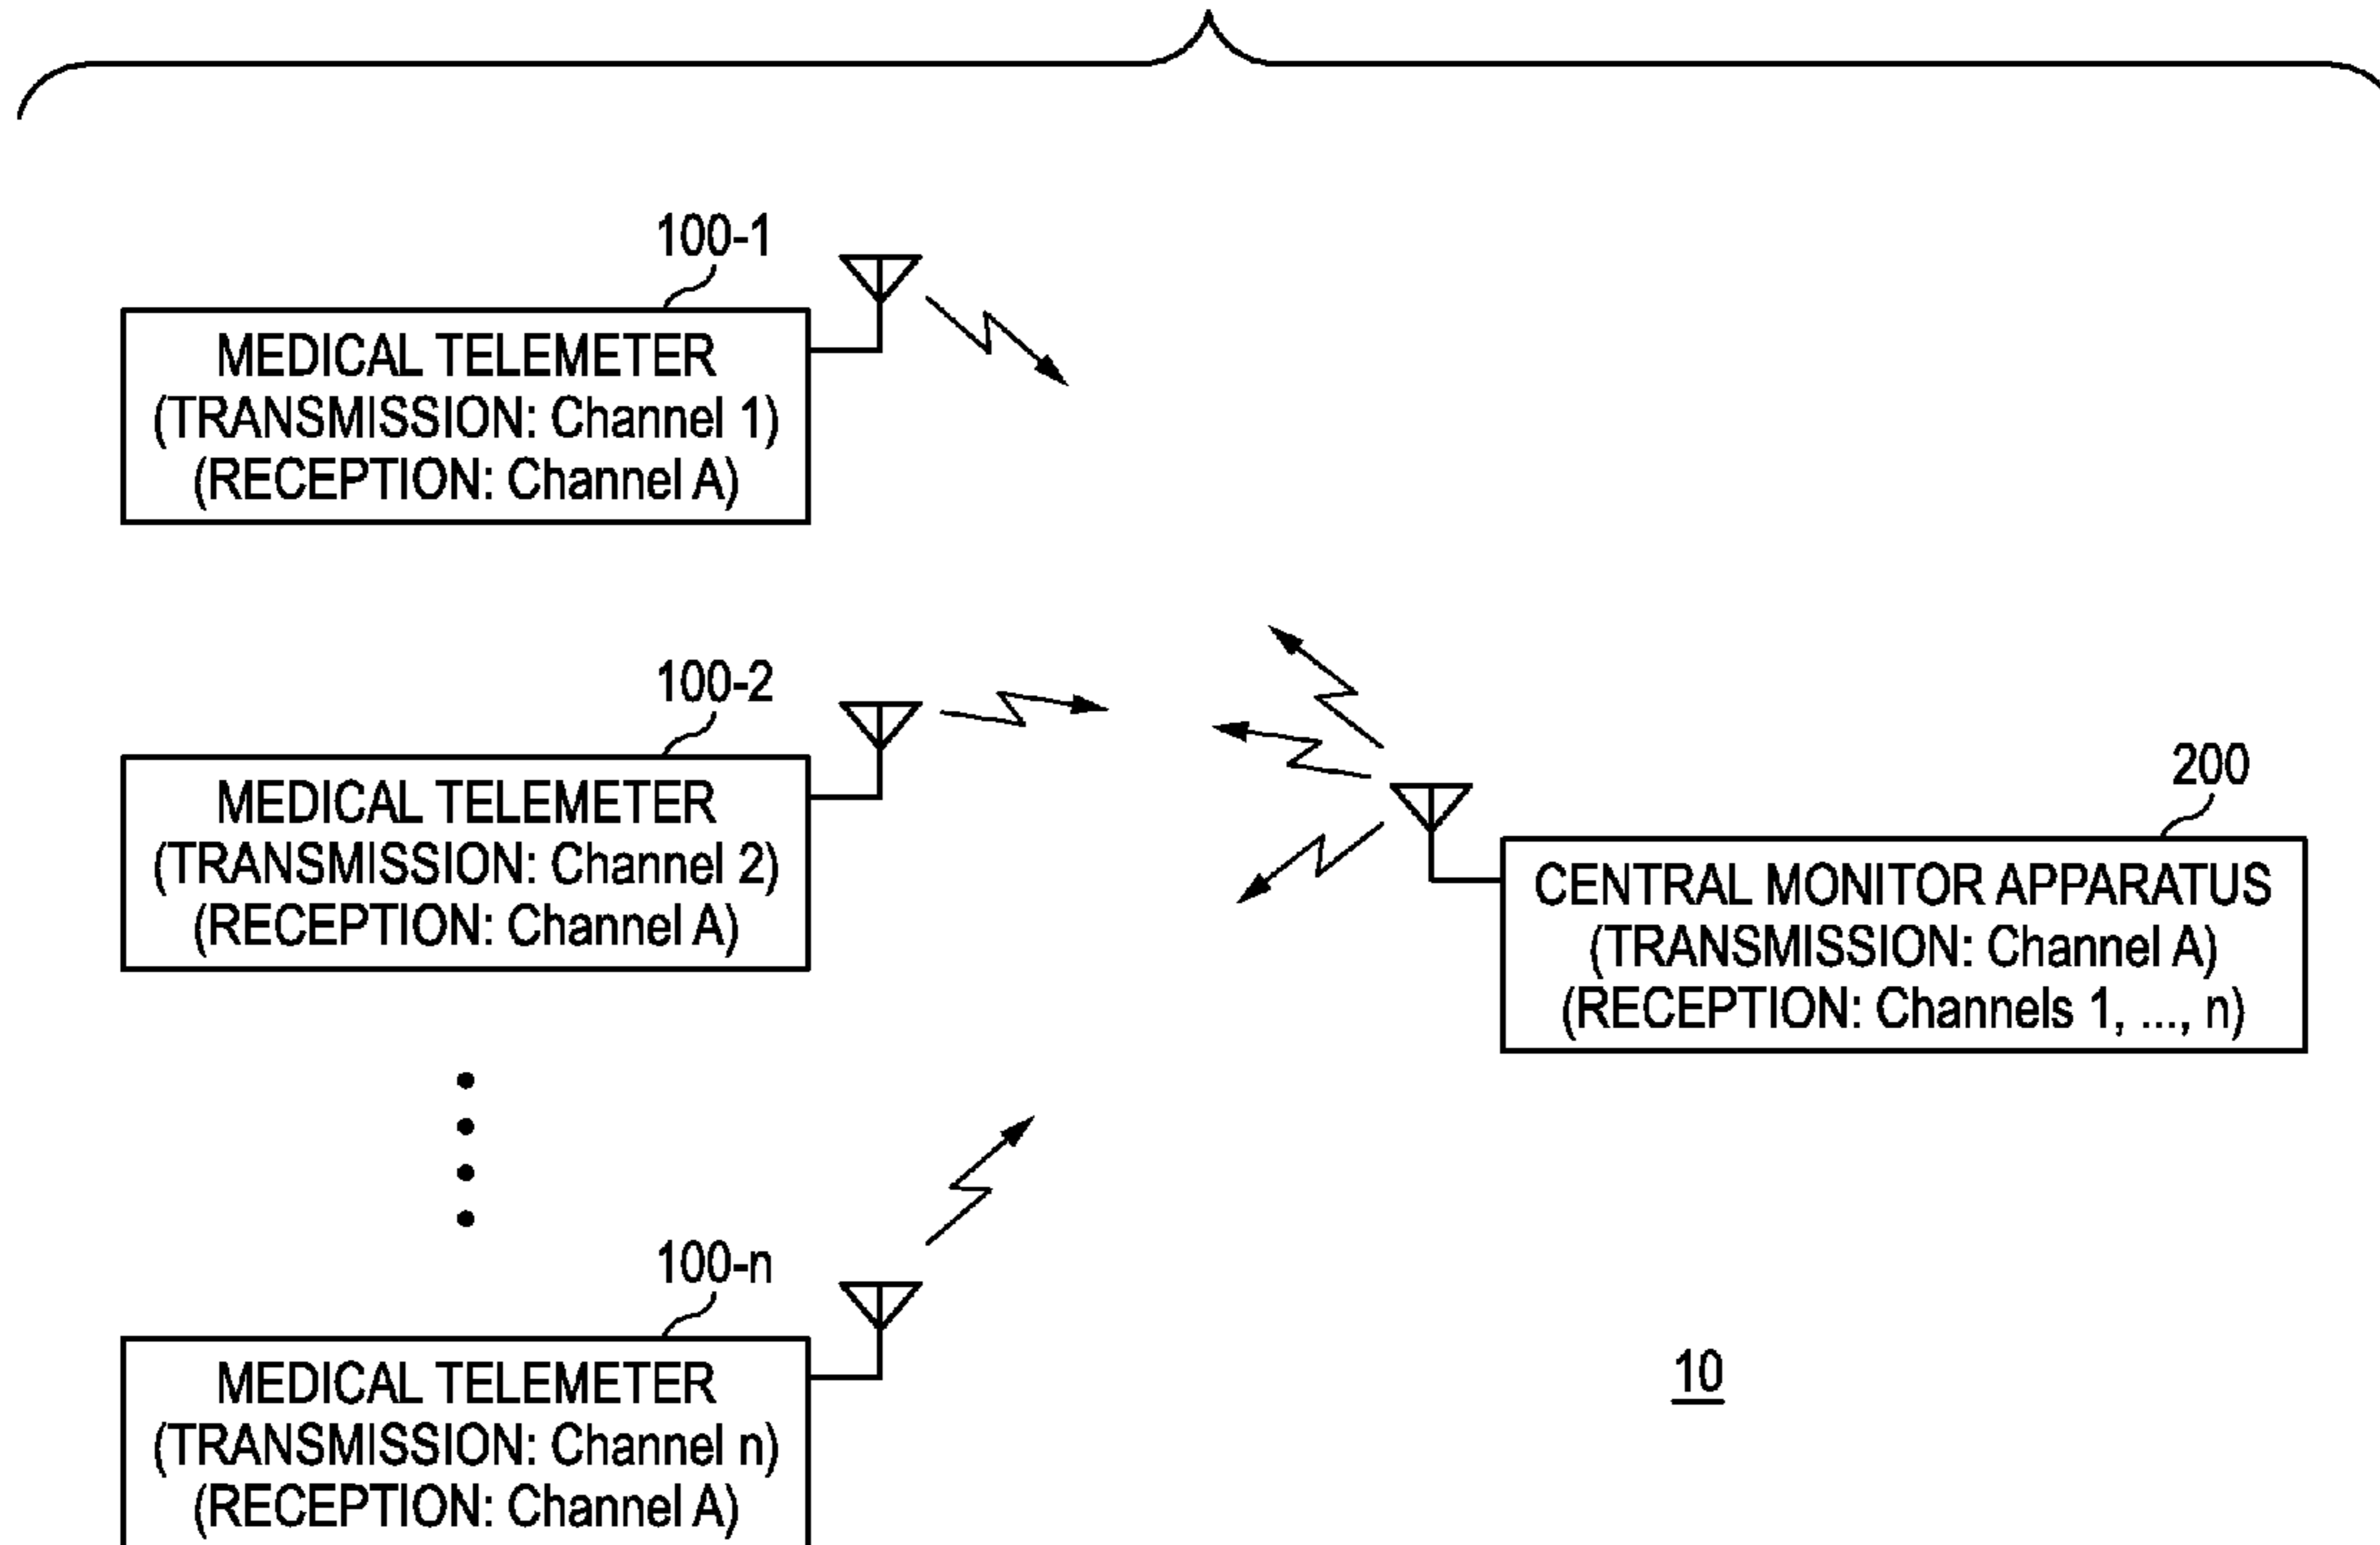 100-1
MEDICAL TELEMETER
(TRANSMISSION: Channel 1)
(RECEPTION: Channel A)
100-2
MEDICAL TELEMETER
(TRANSMISSION: Channel 2)
(RECEPTION: Channel A)
200
CENTRAL MONITOR APPARATUS
(TRANSMISSION: Channel A)
(RECEPTION: Channels 1, ..., n)
100-n
MEDICAL TELEMETER
(TRANSMISSION: Channel n)
(RECEPTION: Channel A)
10